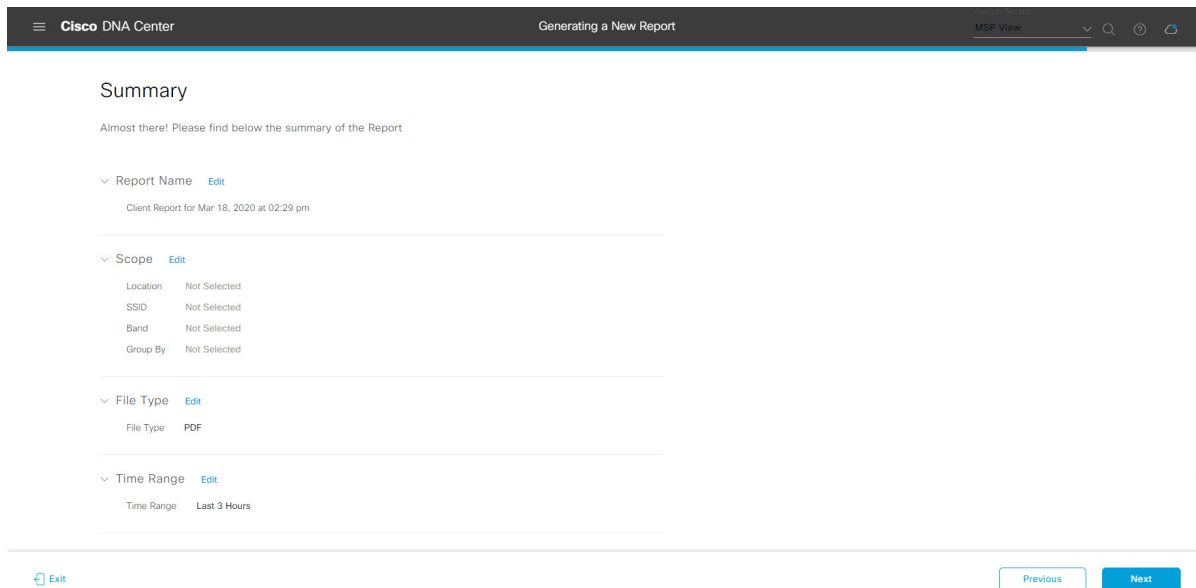 Cisco DNA Center
Generating a New Report
MSP View
Summary
Almost there! Please find below the summary of the Report
Report Name Edit
Client Report for Mar 18, 2020 at 02:29 pm
Scope Edit
Location Not Selected
SSID Not Selected
Band Not Selected
Group By Not Selected
File Type Edit
File Type PDF
Time Range Edit
Time Range Last 3 Hours
Exit
Previous
Next